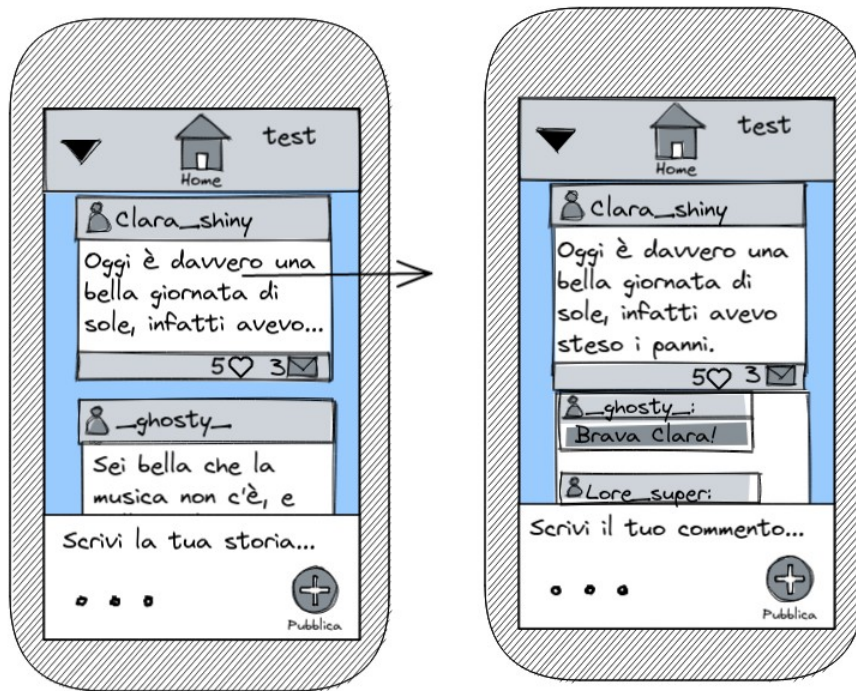 test
Home
Clara_shiny
Oggi è davvero una
bella giornata di
sole, infatti avevo...
5 3
_ghosty_
Sei bella che la
musica non c'è, e
Scrivi la tua storia...
Pubblica
test
Home
Clara_shiny
Oggi è davvero una
bella giornata di
sole, infatti avevo
steso i panni.
5 3
_ghosty_:
Brava Clara!
Lore_super:
Scrivi il tuo commento...
Pubblica